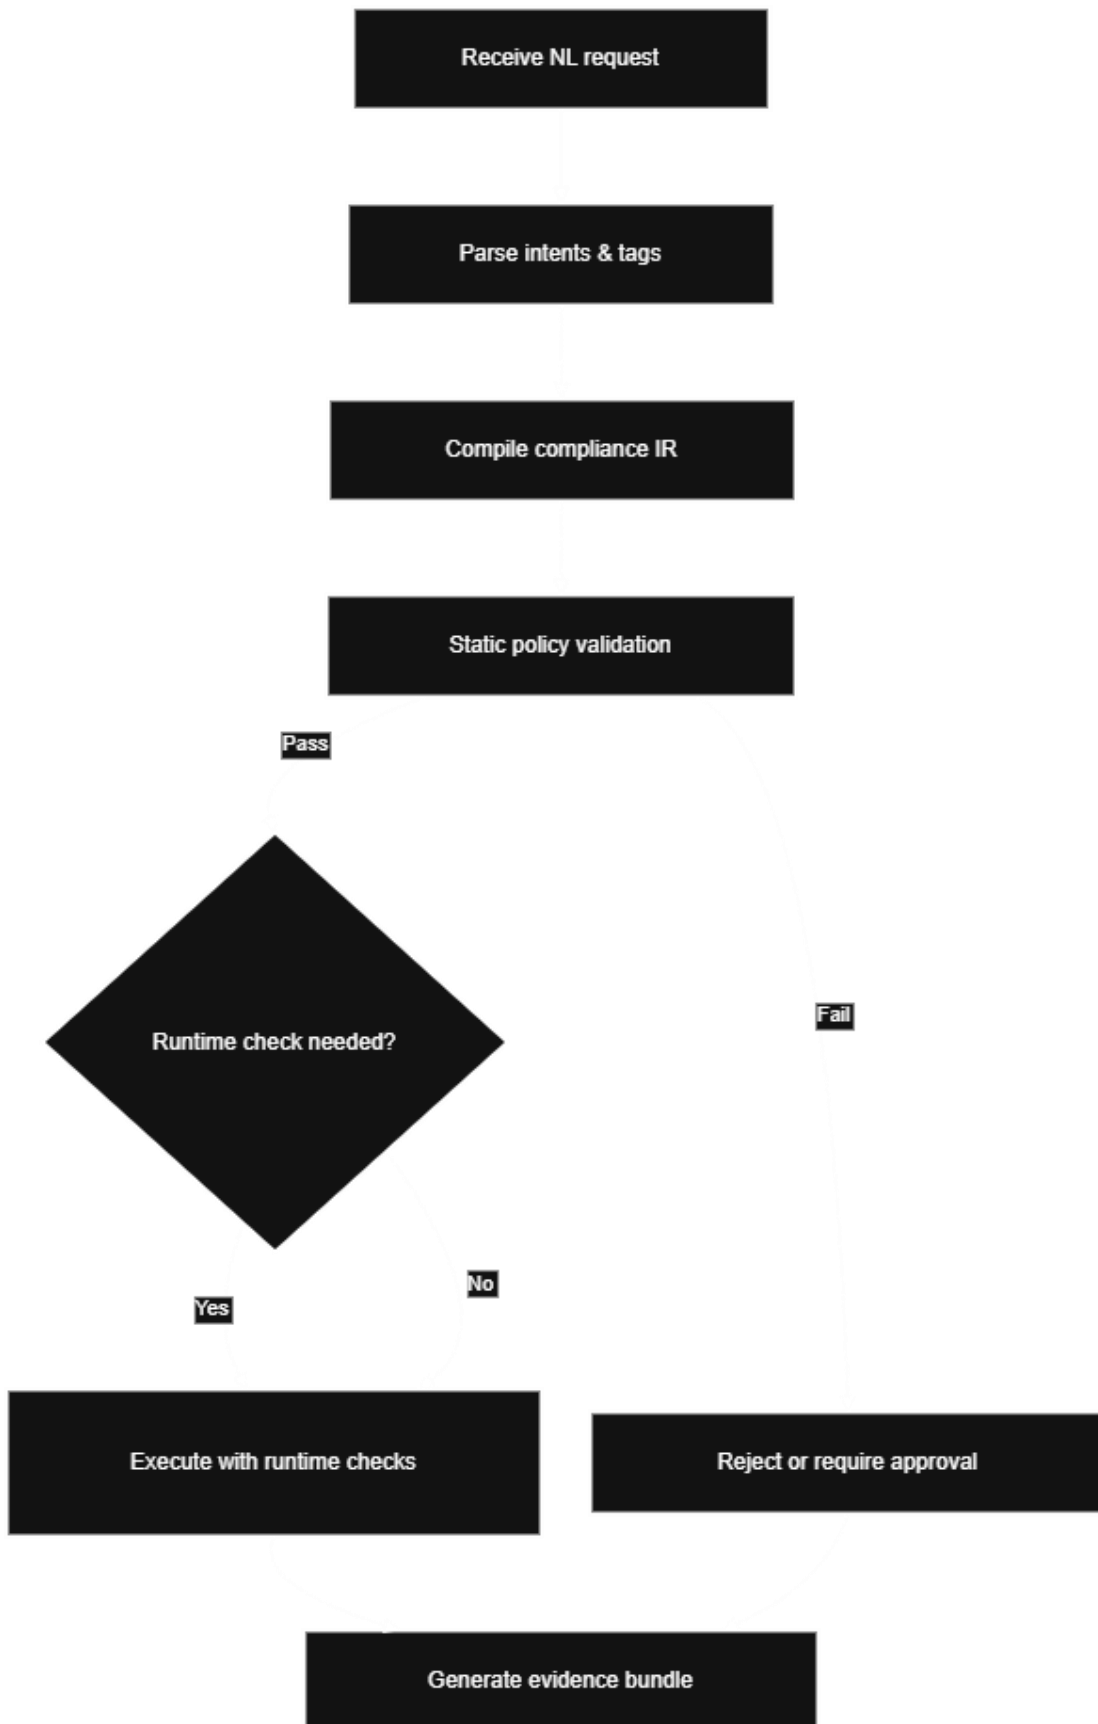 Receive NL request
Parse intents & tags
Compile compliance IR
Static policy validation
Pass
Fail
Runtime check needed?
No
Yes
Execute with runtime checks
Reject or require approval
Generate evidence bundle